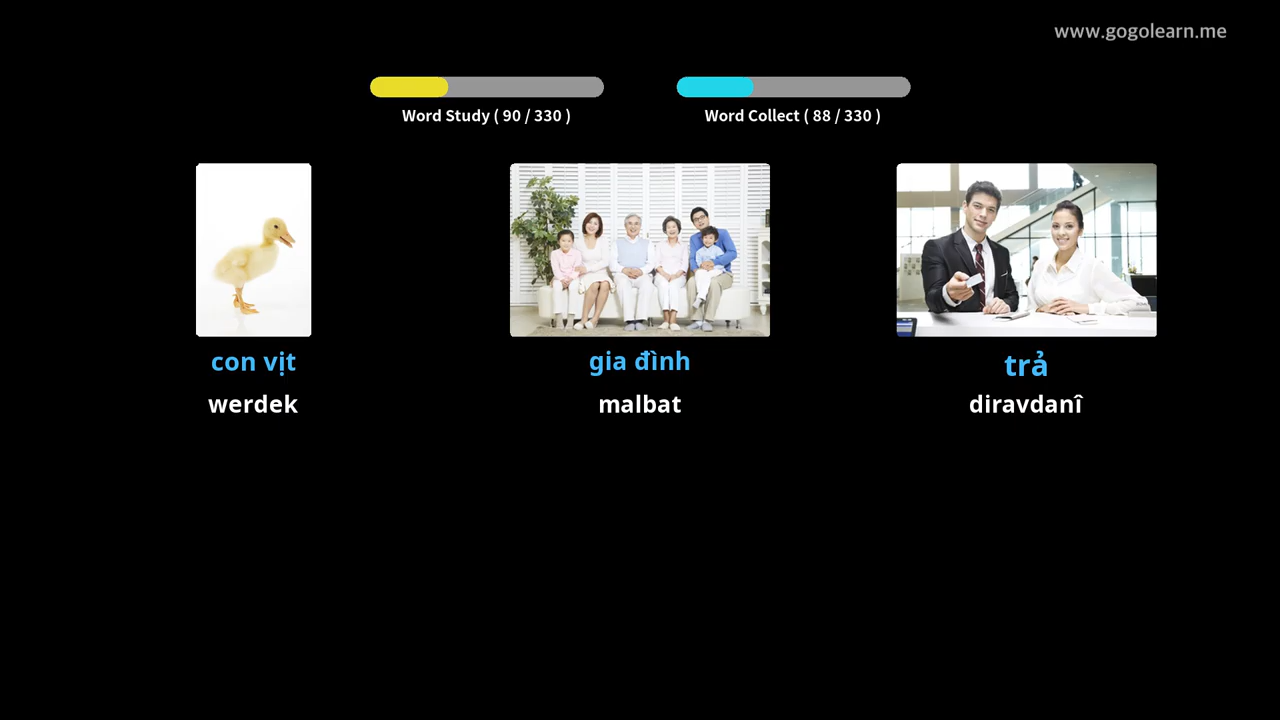 www.gogolearn.me
Word Study ( 90 / 330 )
Word Collect ( 88 / 330 )
con vịt
gia đình
trả
werdek
malbat
diravdanî